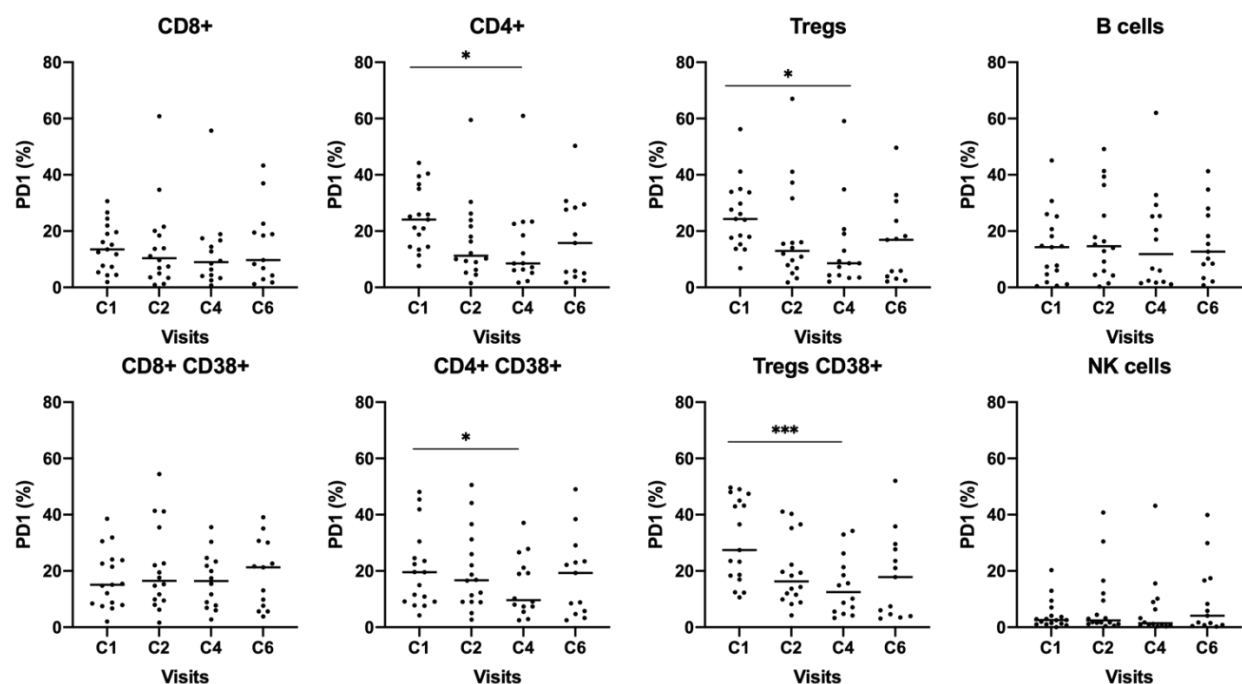 CD8+
CD4+
Tregs
B cells
PD1 (%)
80
60
40
20
0
C1 C2 C4 C6
Visits
*
PD1 (%)
80
60
40
20
0
C1 C2 C4 C6
Visits
*
PD1 (%)
80
60
40
20
0
C1 C2 C4 C6
Visits
PD1 (%)
80
60
40
20
0
C1 C2 C4 C6
Visits
CD8+ CD38+
CD4+ CD38+
Tregs CD38+
NK cells
PD1 (%)
80
60
40
20
0
C1 C2 C4 C6
Visits
*
PD1 (%)
80
60
40
20
0
C1 C2 C4 C6
Visits
***
PD1 (%)
80
60
40
20
0
C1 C2 C4 C6
Visits
PD1 (%)
80
60
40
20
0
C1 C2 C4 C6
Visits